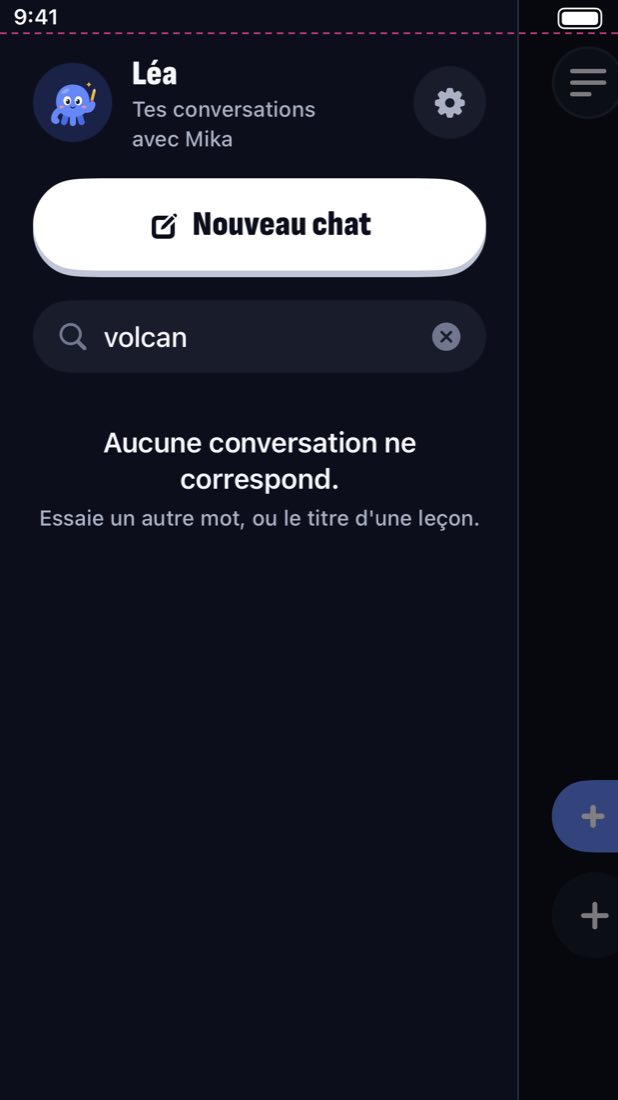 9:41
Léa
Tes conversations
avec Mika
Nouveau chat
volcan
Aucune conversation ne
correspond.
Essaie un autre mot, ou le titre d'une leçon.